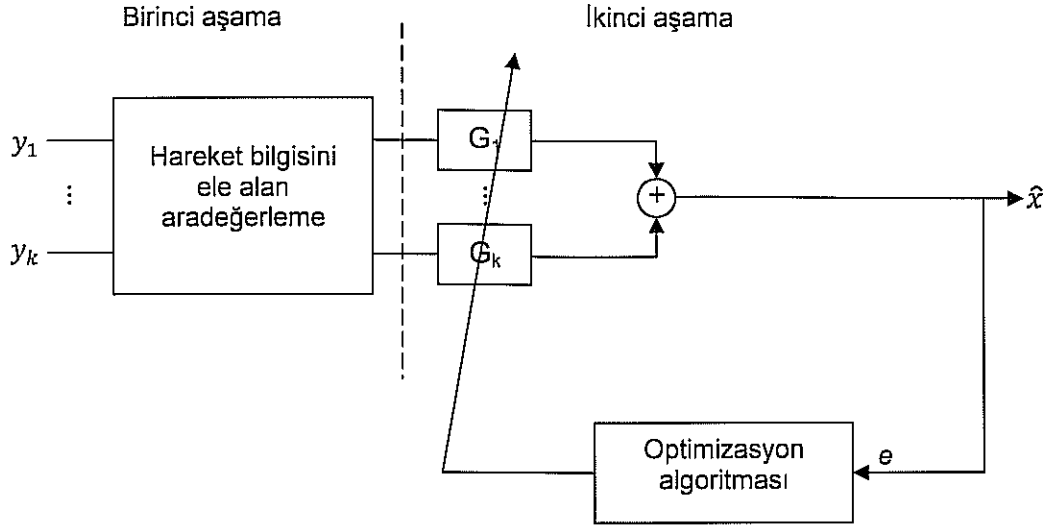 Birinci aşama
İkinci aşama
y₁
⋮
yₖ
Hareket bilgisini
ele alan
aradeğerleme
G₁
...
Gₖ
+
x̂
Optimizasyon
algoritması
e